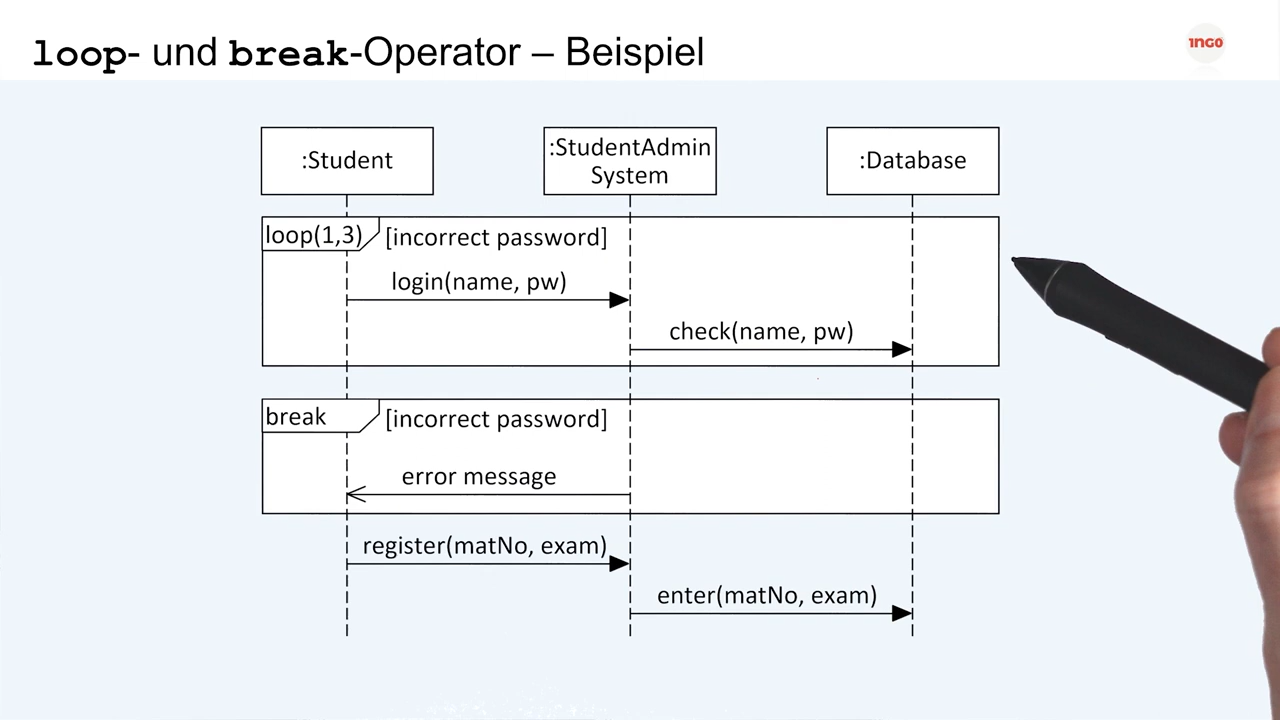 loop- und break-Operator – Beispiel
1NGO
:Student
:StudentAdmin
System
:Database
loop(1,3) [incorrect password]
login(name, pw)
check(name, pw)
break [incorrect password]
error message
register(matNo, exam)
enter(matNo, exam)